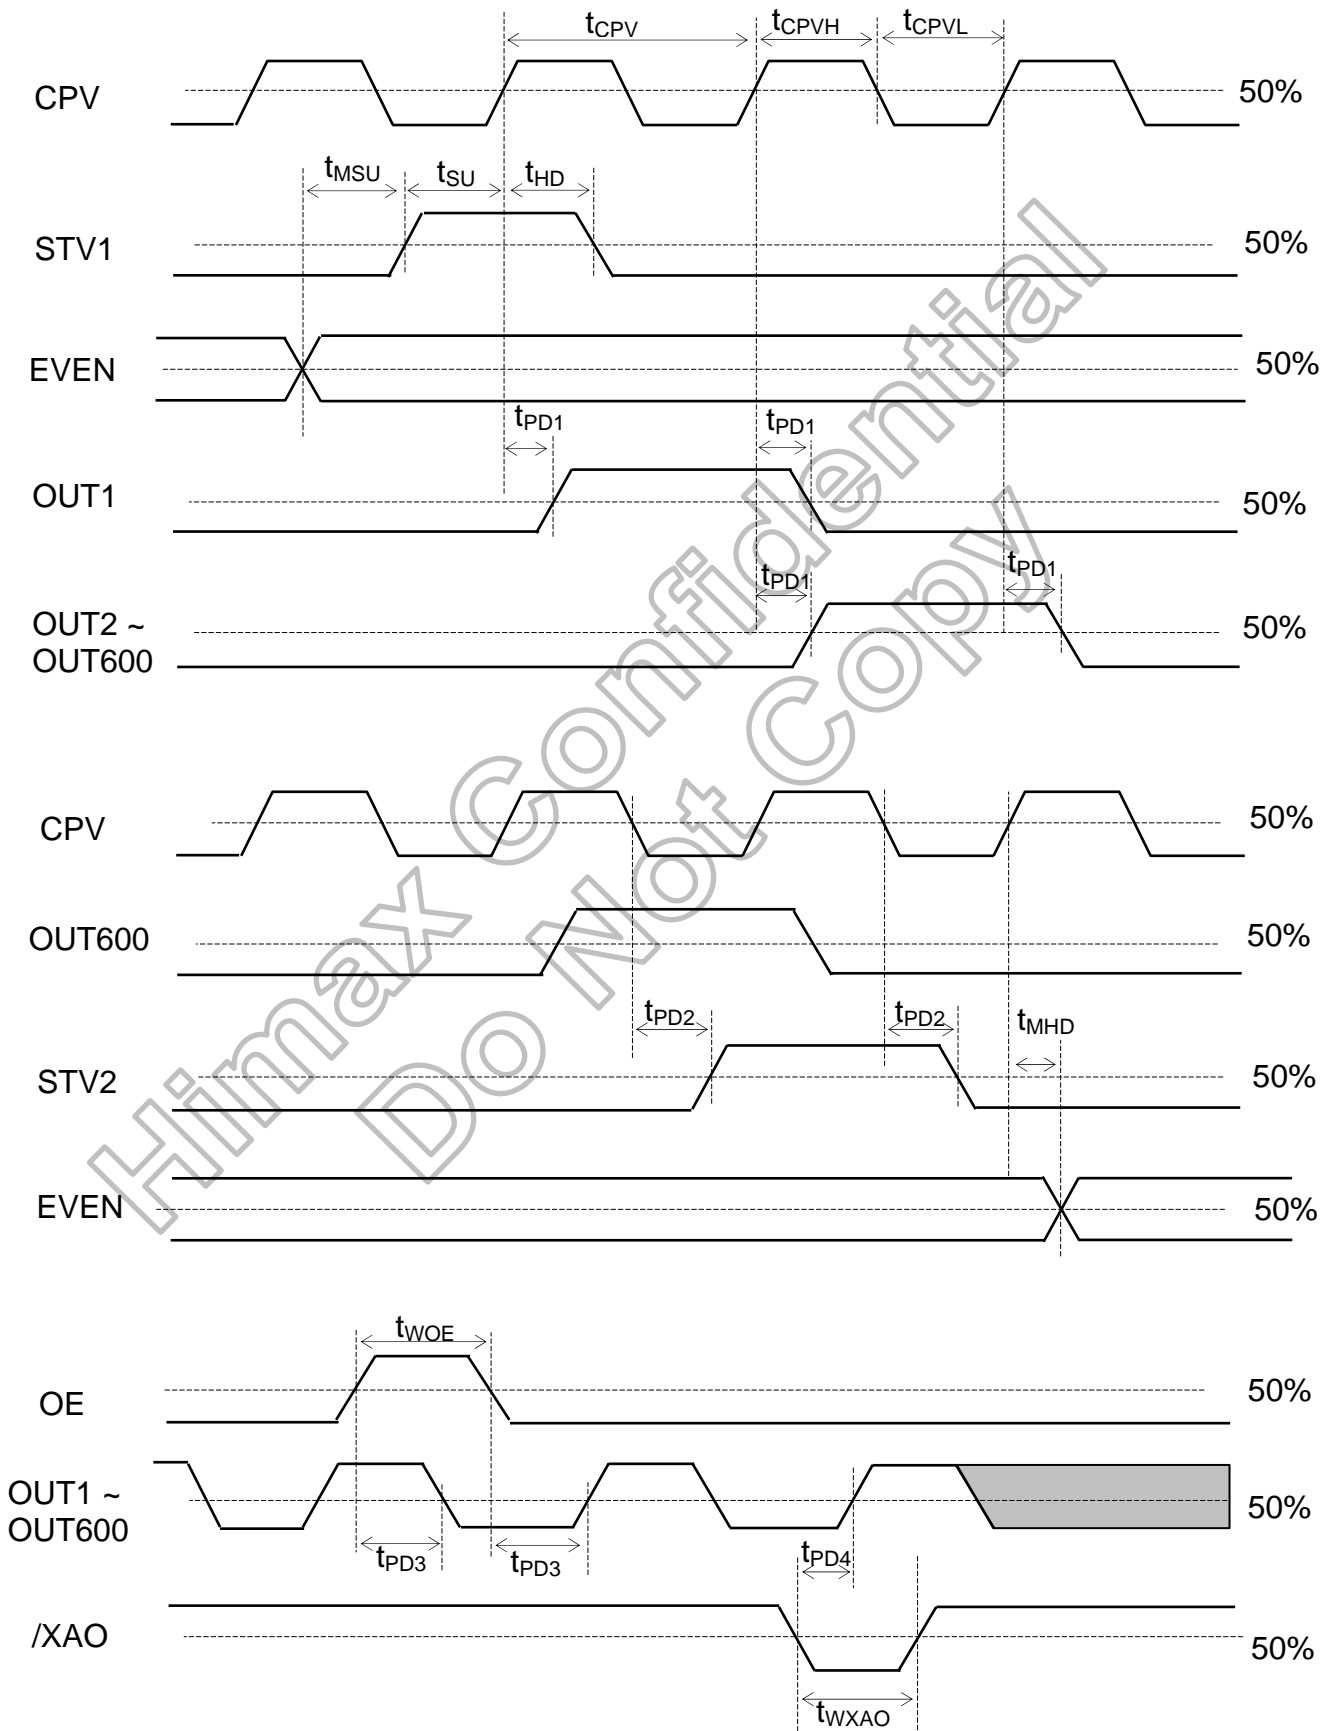 tCPV tCPVH tCPVL
CPV 50%
tMSU tSU tHD
STV1 50%
EVEN 50%
tPD1 tPD1
OUT1 50%
tPD1 tPD1
OUT2 ~
OUT600 50%
CPV 50%
OUT600 50%
tPD2 tPD2 tMHD
STV2 50%
EVEN 50%
tWOE
OE 50%
OUT1 ~
OUT600 50%
tPD3 tPD3 tPD4
/XAO 50%
tWXAO
Himax Confidential
Do Not Copy